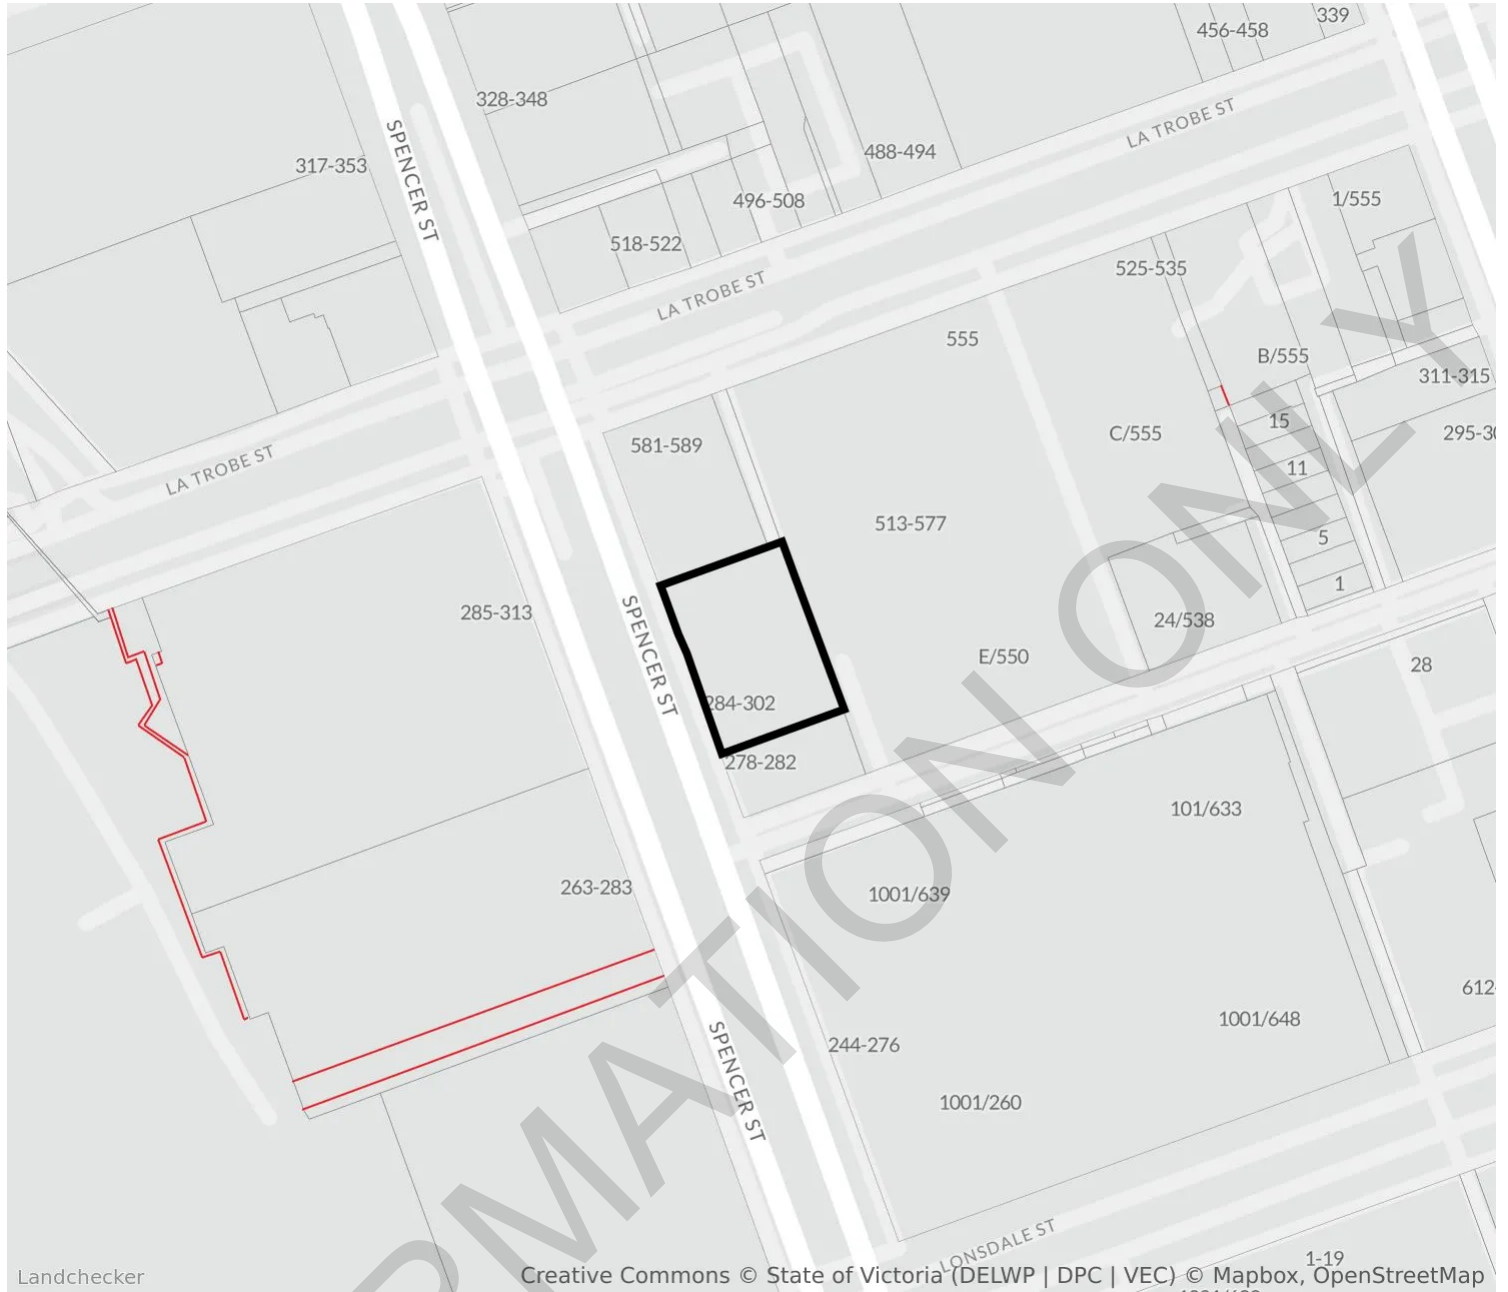 339
456-458
328-348
LA TROBE ST
SPENCER ST
488-494
317-353
1/555
496-508
518-522
525-535
LA TROBE ST
555
B/555
311-315
15
581-589
C/555
LA TROBE ST
11
513-577
5
1
285-313
SPENCER ST
24/538
E/550
28
284-302
278-282
101/633
263-283
1001/639
612-
1001/648
244-276
SPENCER ST
1001/260
LONSDALE ST
1-19
RMATION ONLY
Landchecker
Creative Commons © State of Victoria (DELWP | DPC | VEC) © Mapbox, OpenStreetMap